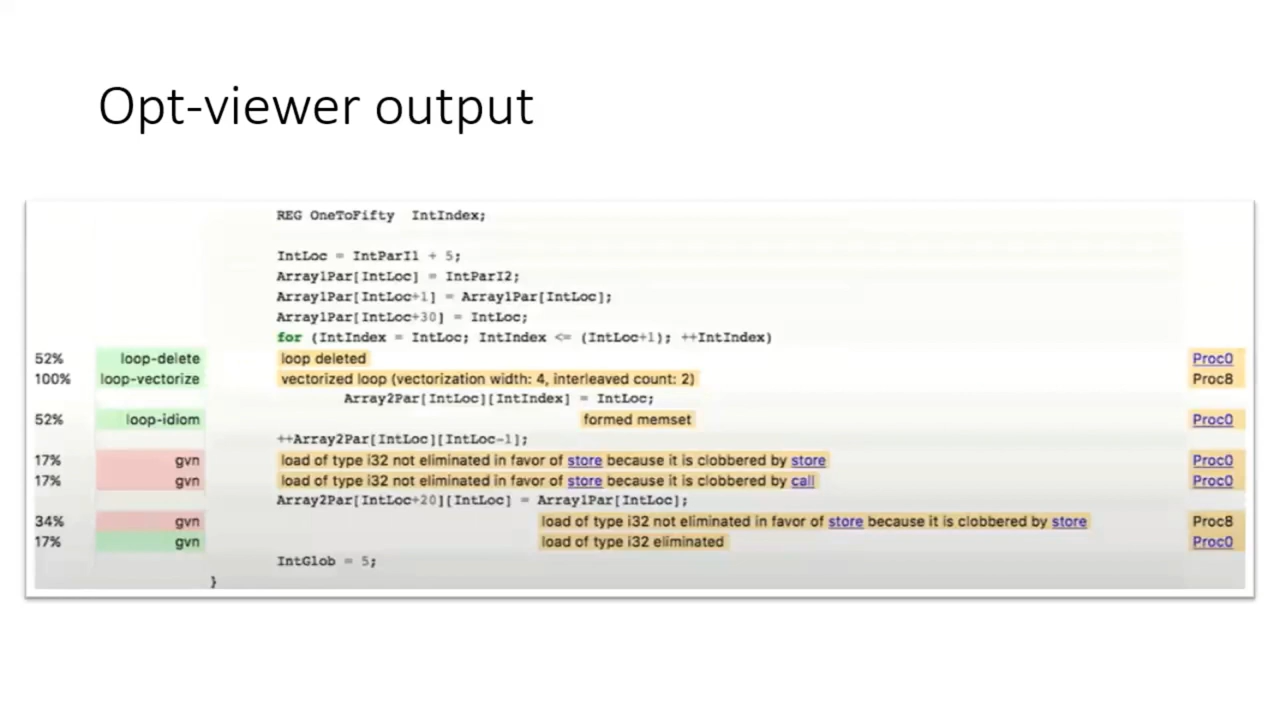 Opt-viewer output
REG OneToFifty IntIndex;
IntLoc = IntParI1 + 5;
Array1Par[IntLoc] = IntParI2;
Array1Par[IntLoc+1] = Array1Par[IntLoc];
Array1Par[IntLoc+30] = IntLoc;
for (IntIndex = IntLoc; IntIndex <= (IntLoc+1); ++IntIndex)
52% loop-delete loop deleted Proc0
100% loop-vectorize vectorized loop (vectorization width: 4, interleaved count: 2) Proc8
Array2Par[IntLoc][IntIndex] = IntLoc;
52% loop-idiom formed memset Proc0
++Array2Par[IntLoc][IntLoc-1];
17% gvn load of type i32 not eliminated in favor of store because it is clobbered by store Proc0
17% gvn load of type i32 not eliminated in favor of store because it is clobbered by call Proc0
Array2Par[IntLoc+20][IntLoc] = Array1Par[IntLoc];
34% gvn load of type i32 not eliminated in favor of store because it is clobbered by store Proc8
17% gvn load of type i32 eliminated Proc0
IntGlob = 5;
}